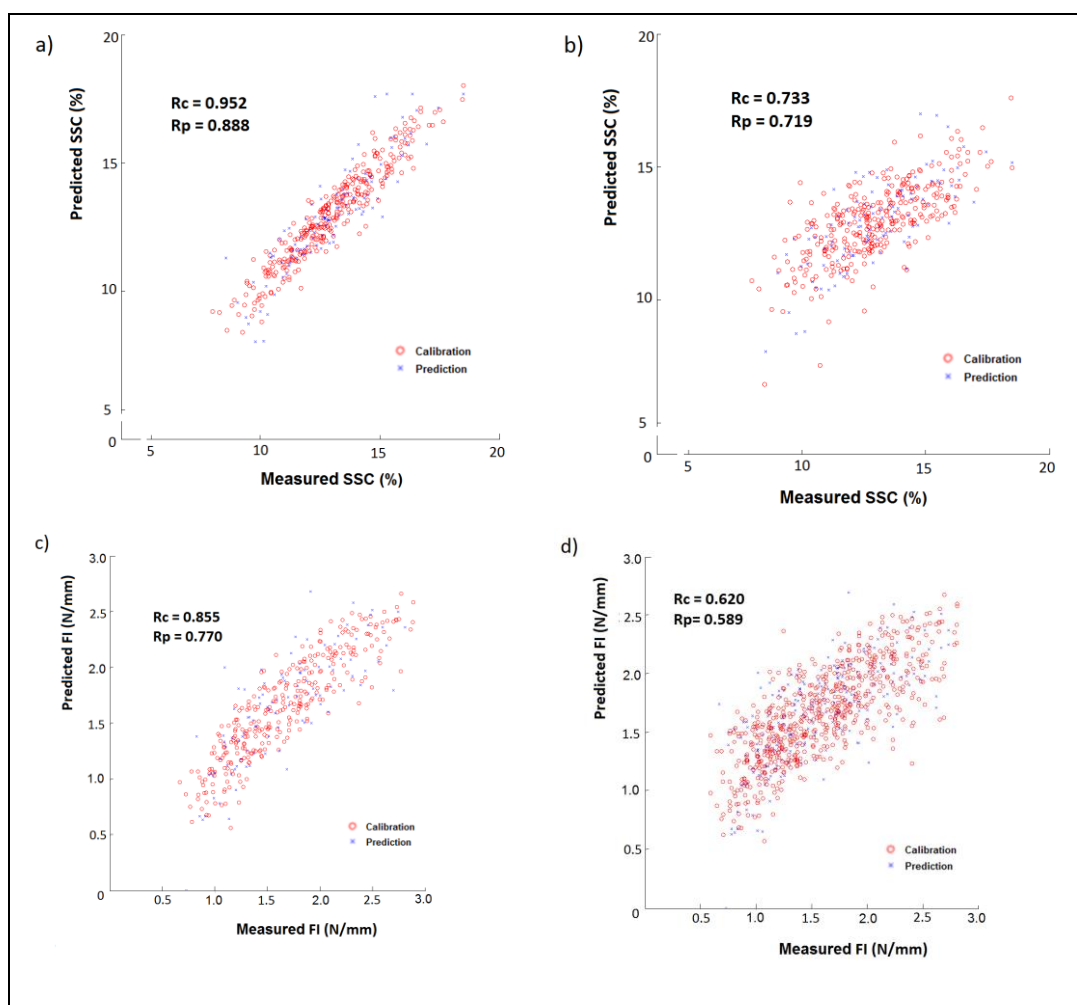 a)
20
15
10
5
0
5
10
15
20
Predicted SSC (%)
Measured SSC (%)
Rc = 0.952
Rp = 0.888
Calibration
Prediction
b)
20
15
10
5
0
5
10
15
20
Predicted SSC (%)
Measured SSC (%)
Rc = 0.733
Rp = 0.719
Calibration
Prediction
c)
3.0
2.5
2.0
1.5
1.0
0.5
0
0.5
1.0
1.5
2.0
2.5
3.0
Predicted FI (N/mm)
Measured FI (N/mm)
Rc = 0.855
Rp = 0.770
Calibration
Prediction
d)
3.0
2.5
2.0
1.5
1.0
0.5
0
0.5
1.0
1.5
2.0
2.5
3.0
Predicted FI (N/mm)
Measured FI (N/mm)
Rc = 0.620
Rp= 0.589
Calibration
Prediction